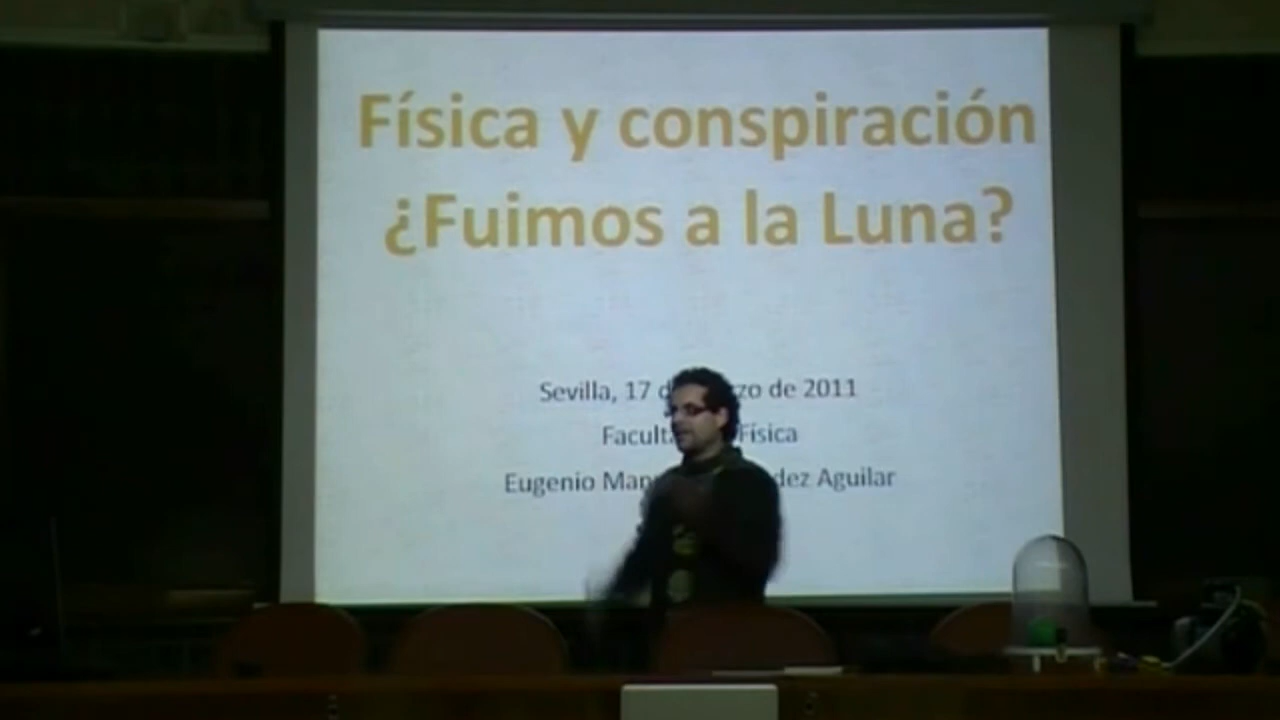 Física y conspiración
¿Fuimos a la Luna?
Sevilla, 17 de 2011
Física
Eugenio Aguilar